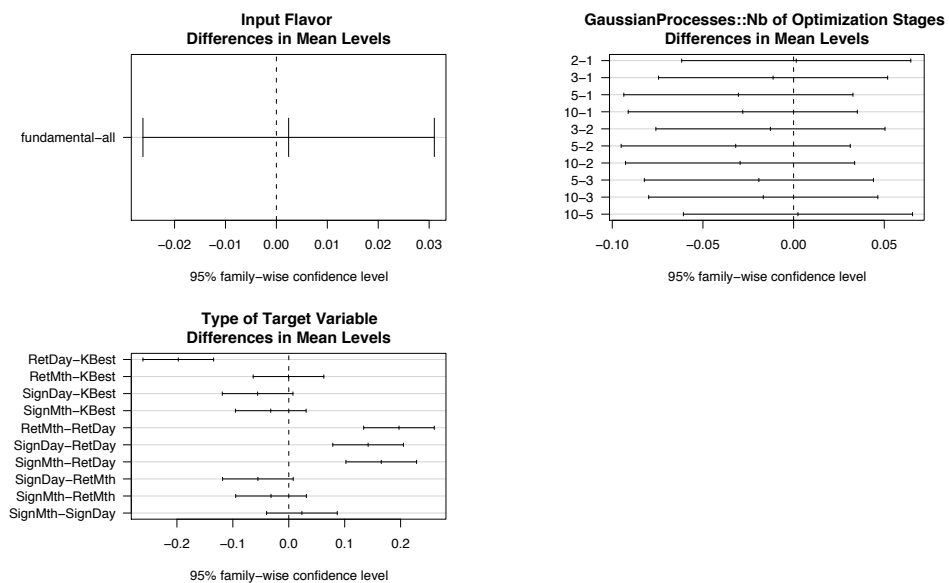 Input Flavor
Differences in Mean Levels
fundamental−all
−0.02 −0.01 0.00 0.01 0.02 0.03
95% family−wise confidence level
GaussianProcesses::Nb of Optimization Stages
Differences in Mean Levels
2−1
3−1
5−1
10−1
3−2
5−2
10−2
5−3
10−3
10−5
−0.10 −0.05 0.00 0.05
95% family−wise confidence level
Type of Target Variable
Differences in Mean Levels
RetDay−KBest
RetMth−KBest
SignDay−KBest
SignMth−KBest
RetMth−RetDay
SignDay−RetDay
SignMth−RetDay
SignDay−RetMth
SignMth−RetMth
SignMth−SignDay
−0.2 −0.1 0.0 0.1 0.2
95% family−wise confidence level